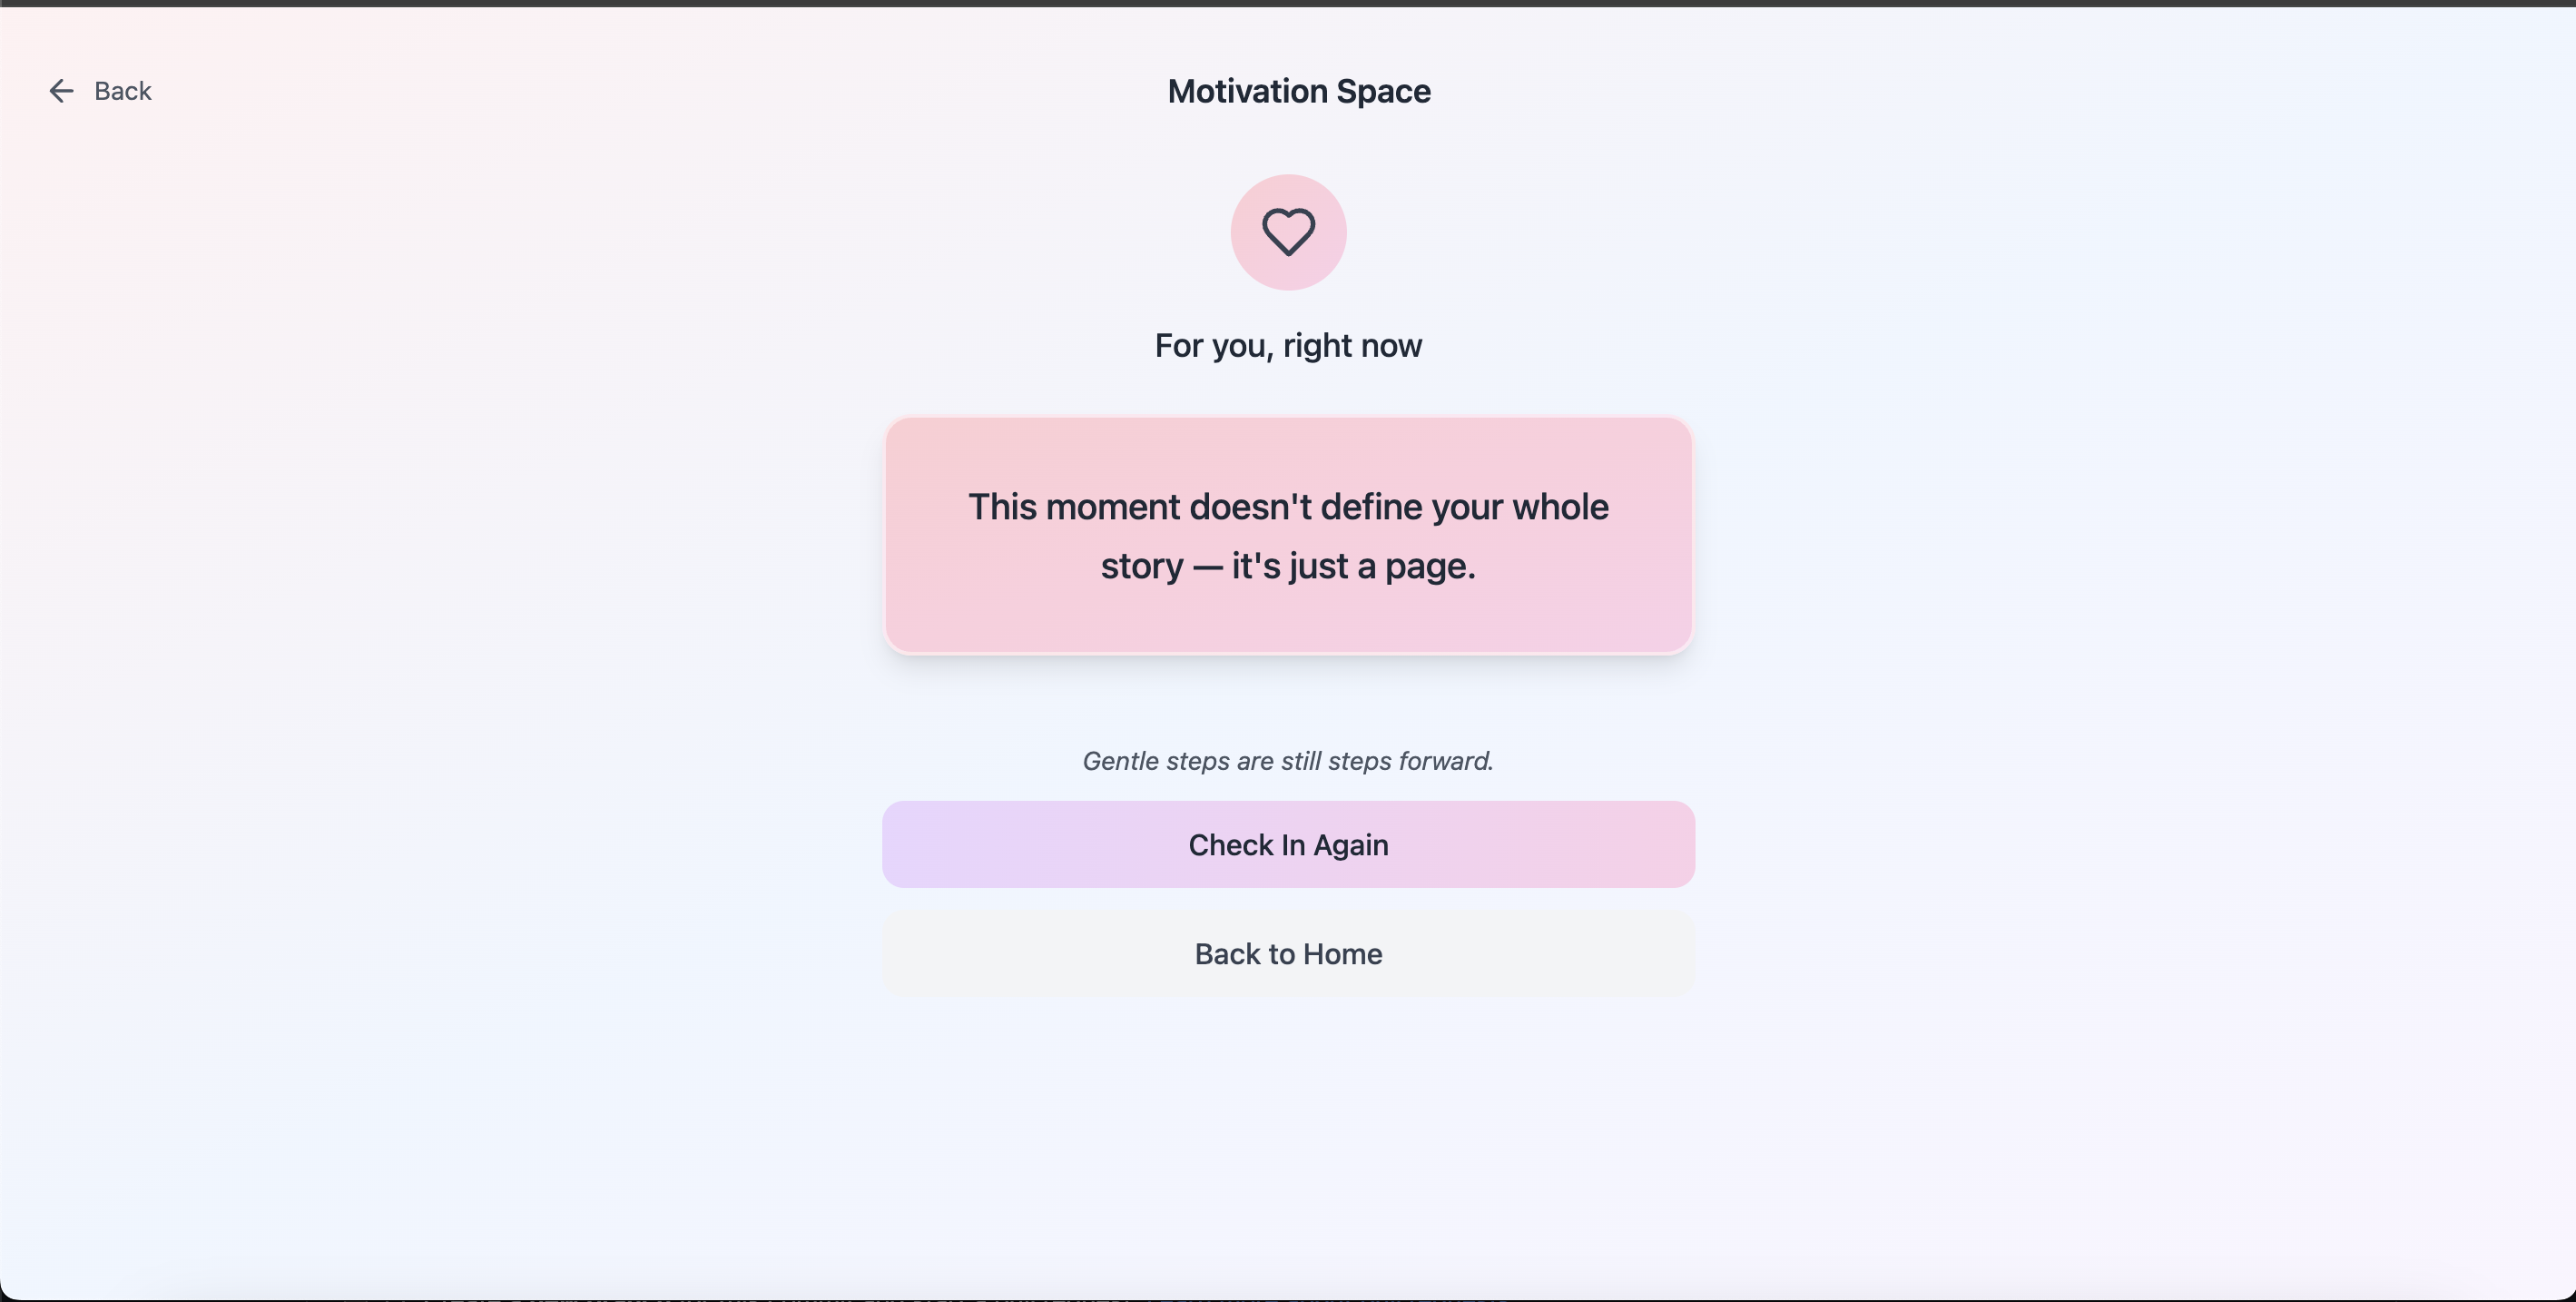 Back
Motivation Space
For you, right now
This moment doesn't define your whole
story — it's just a page.
Gentle steps are still steps forward.
Check In Again
Back to Home